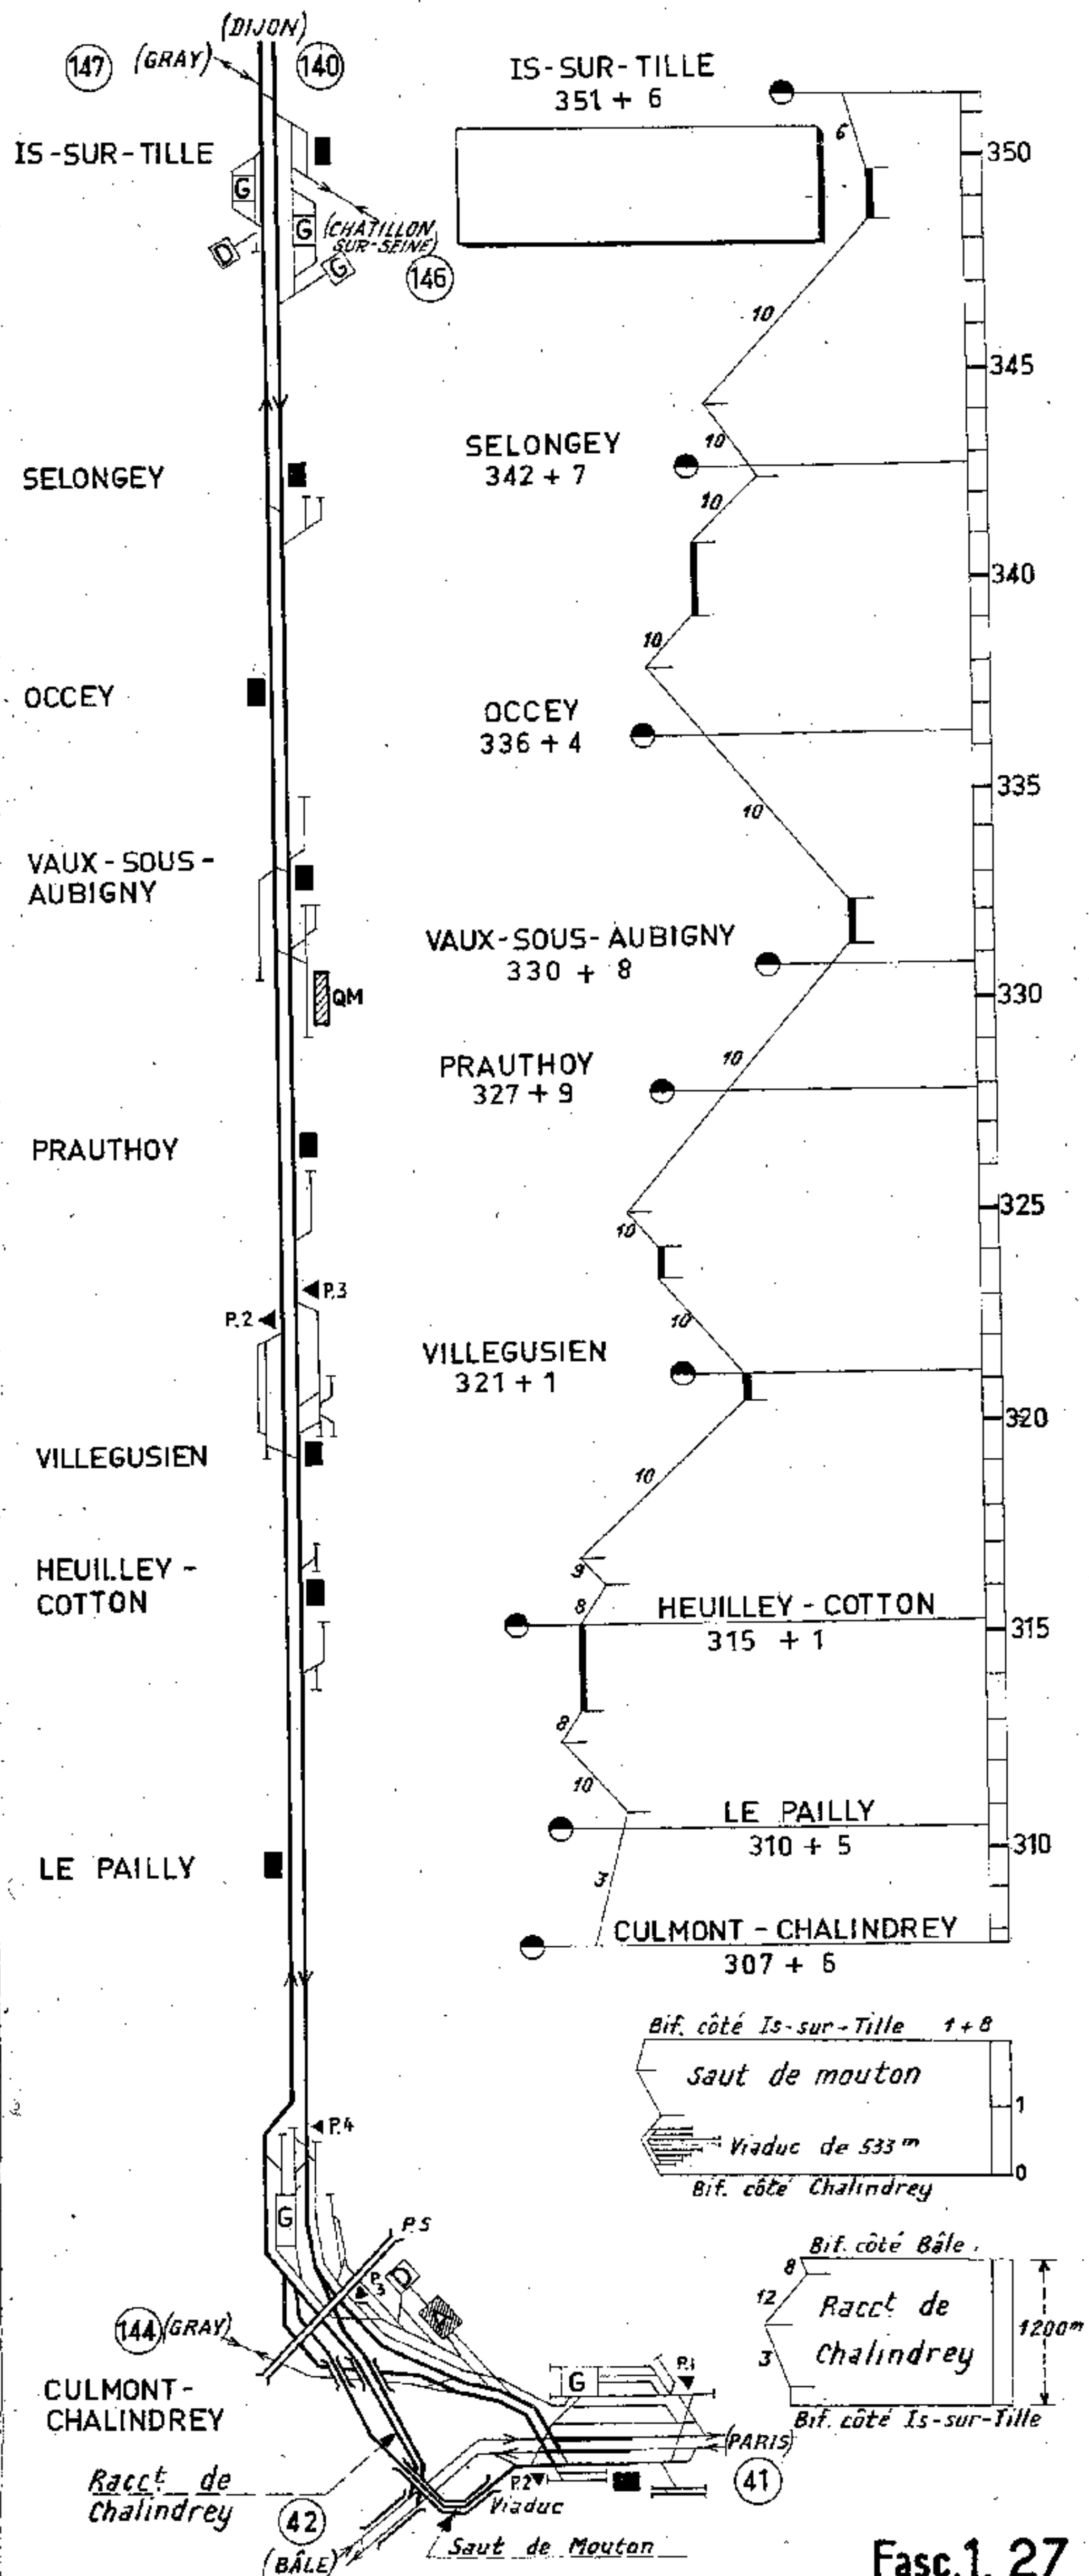 (DIJON)
147 (GRAY) 140
IS-SUR-TILLE
G
G
D
G
(CHÂTILLON
SUR-SEINE)
146
SELONGEY
OCCEY
VAUX-SOUS-
AUBIGNY
QM
PRAUTHOY
P.3
P.2
VILLEGUSIEN
HEUILLEY-
COTTON
LE PAILLY
P.4
G
P.5
P.3
D
144 (GRAY)
CULMONT-
CHALINDREY
G
P.1
(PARIS)
41
P.2
Viaduc
Racct de
Chalindrey
42
(BÂLE)
Saut de Mouton
IS-SUR-TILLE
351 + 6
6
350
10
345
10
SELONGEY
342 + 7
10
340
10
OCCEY
336 + 4
10
335
VAUX-SOUS-AUBIGNY
330 + 8
330
10
PRAUTHOY
327 + 9
325
10
10
VILLEGUSIEN
321 + 1
320
10
9
8
HEUILLEY-COTTON
315 + 1
315
8
10
LE PAILLY
310 + 5
310
3
CULMONT-CHALINDREY
307 + 6
Bif. côté Is-sur-Tille 1 + 8
Saut de mouton
1
Viaduc de 533m
0
Bif. côté Chalindrey
Bif. côté Bâle
8
12
Racct de
Chalindrey
3
1200m
Bif. côté Is-sur-Tille
Fasc.1. 27